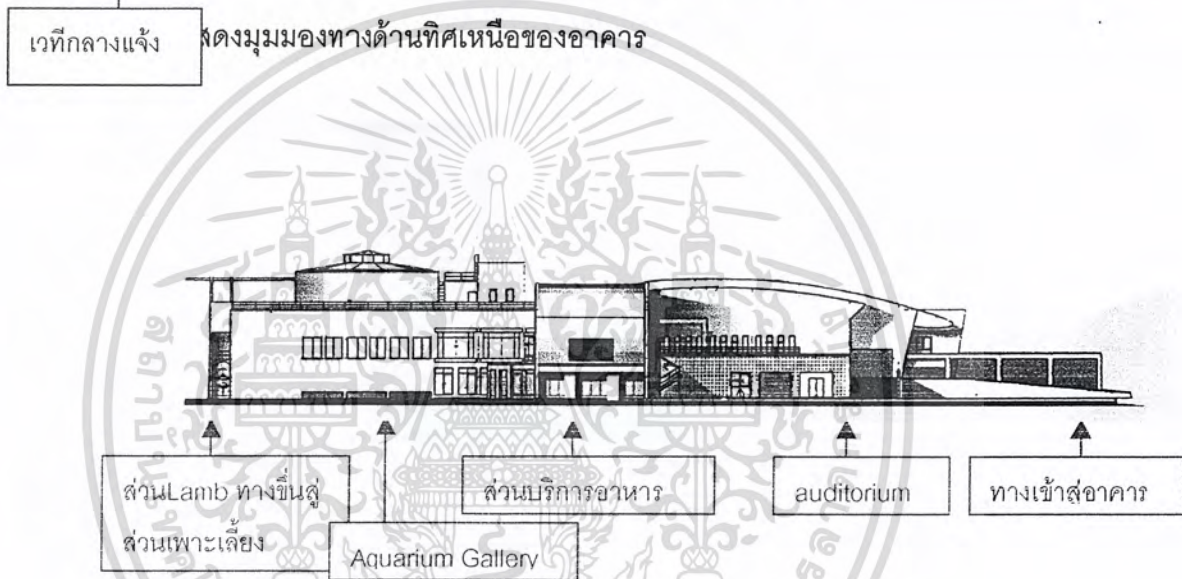 เวทีกลางแจ้ง
สดงมุมมองทางด้านทิศเหนือของอาคาร
ส่วนLamb ทางขึ้นสู่
ส่วนเพาะเลี้ยง
Aquarium Gallery
ส่วนบริการอาหาร
auditorium
ทางเข้าสู่อาคาร